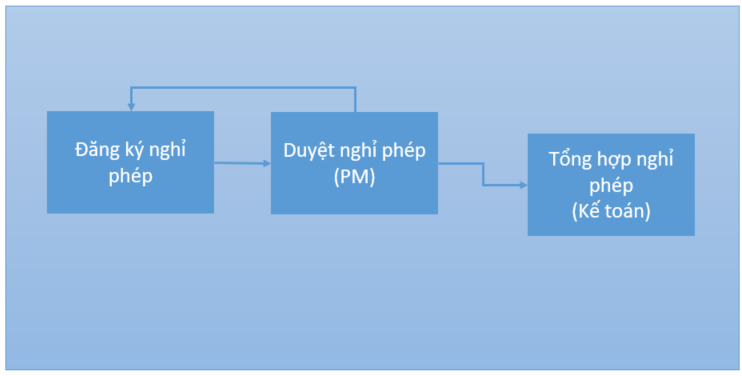 Đăng ký nghỉ
phép
Duyệt nghỉ phép
(PM)
Tổng hợp nghỉ
phép
(Kế toán)